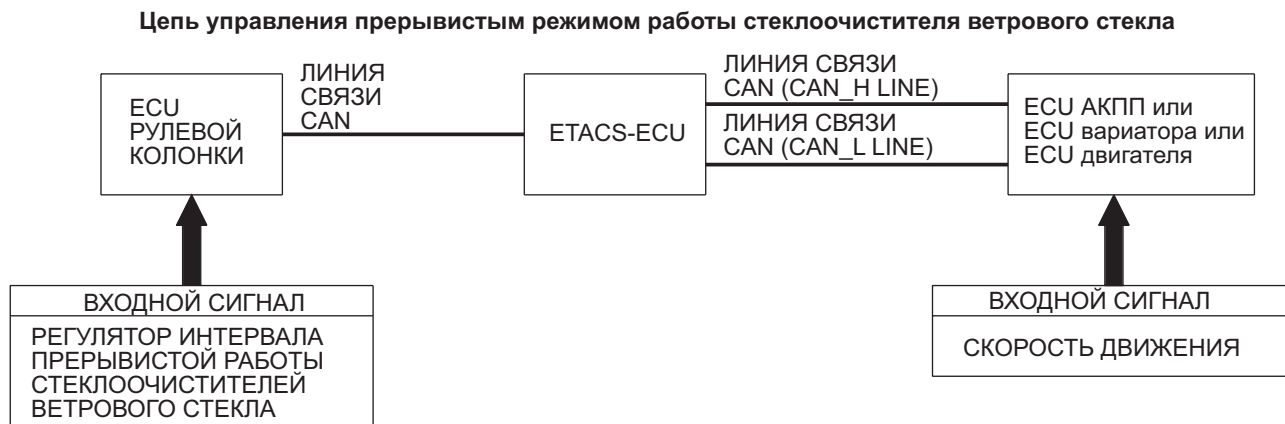 Цепь управления прерывистым режимом работы стеклоочистителя ветрового стекла
ECU
РУЛЕВОЙ
КОЛОНКИ
ЛИНИЯ
СВЯЗИ
CAN
ETACS-ECU
ЛИНИЯ СВЯЗИ
CAN (CAN_H LINE)
ЛИНИЯ СВЯЗИ
CAN (CAN_L LINE)
ECU АКПП или
ECU вариатора или
ECU двигателя
ВХОДНОЙ СИГНАЛ
РЕГУЛЯТОР ИНТЕРВАЛА
ПРЕРЫВИСТОЙ РАБОТЫ
СТЕКЛООЧИСТИТЕЛЕЙ
ВЕТРОВОГО СТЕКЛА
ВХОДНОЙ СИГНАЛ
СКОРОСТЬ ДВИЖЕНИЯ